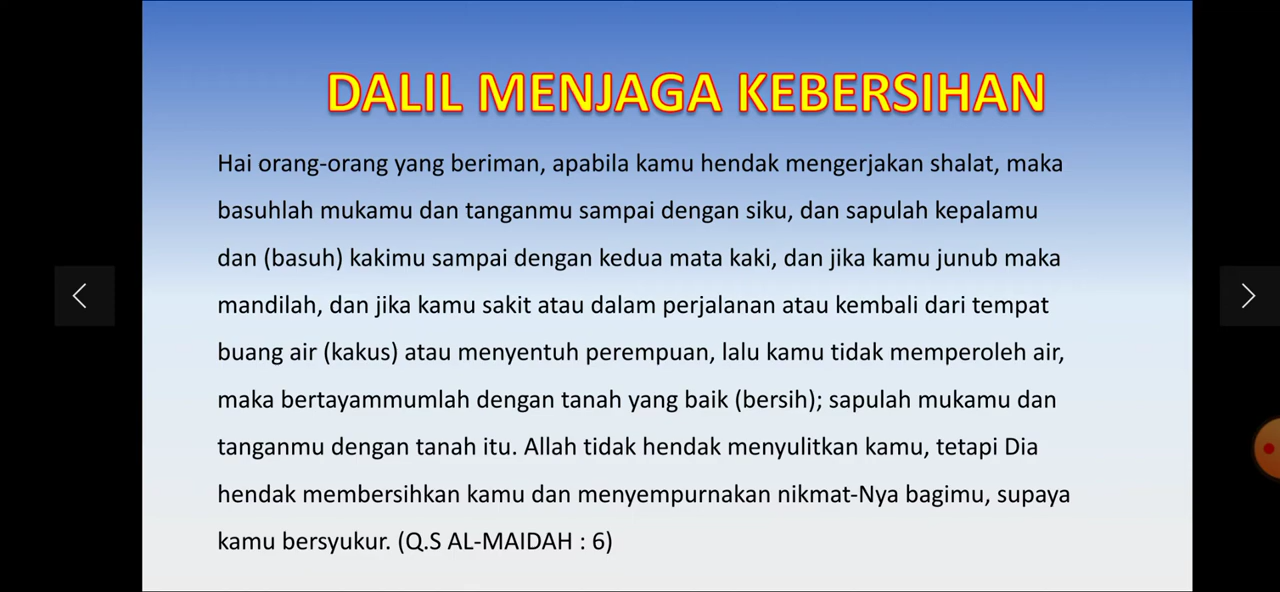 DALIL MENJAGA KEBERSIHAN
Hai orang-orang yang beriman, apabila kamu hendak mengerjakan shalat, maka
basuhlah mukamu dan tanganmu sampai dengan siku, dan sapulah kepalamu
dan (basuh) kakimu sampai dengan kedua mata kaki, dan jika kamu junub maka
mandilah, dan jika kamu sakit atau dalam perjalanan atau kembali dari tempat
buang air (kakus) atau menyentuh perempuan, lalu kamu tidak memperoleh air,
maka bertayammumlah dengan tanah yang baik (bersih); sapulah mukamu dan
tanganmu dengan tanah itu. Allah tidak hendak menyulitkan kamu, tetapi Dia
hendak membersihkan kamu dan menyempurnakan nikmat-Nya bagimu, supaya
kamu bersyukur. (Q.S AL-MAIDAH : 6)